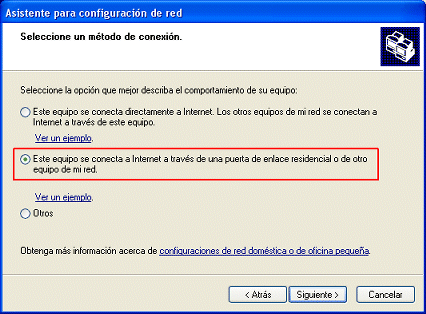 Asistente para configuración de red
Seleccione un método de conexión.
Seleccione la opción que mejor describa el comportamiento de su equipo:
Este equipo se conecta directamente a Internet. Los otros equipos de mi red se conectan a
Internet a través de este equipo.
Ver un ejemplo.
Este equipo se conecta a Internet a través de una puerta de enlace residencial o de otro
equipo de mi red.
Ver un ejemplo.
Otros
Obtenga más información acerca de configuraciones de red doméstica o de oficina pequeña.
< Atrás Siguiente > Cancelar